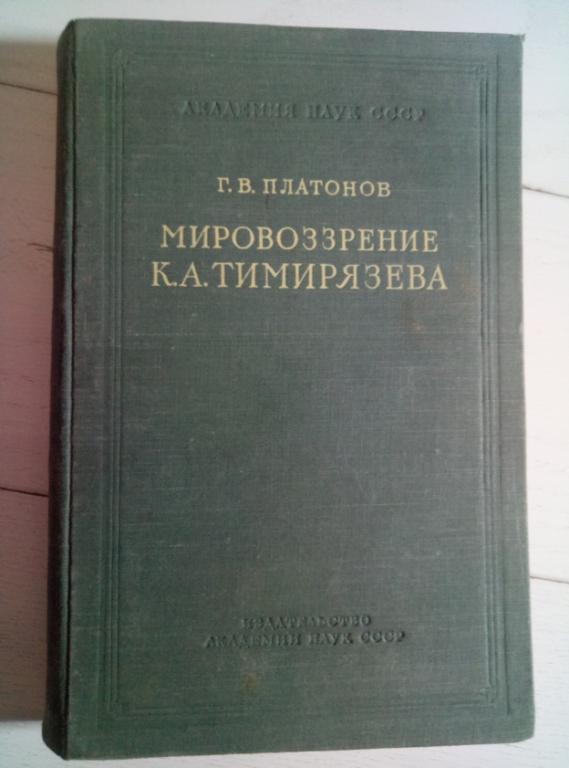 АКАДЕМИЯ НАУК СССР
Г. В. ПЛАТОНОВ
МИРОВОЗЗРЕНИЕ
К. А. ТИМИРЯЗЕВА
ИЗДАТЕЛЬСТВО
АКАДЕМИИ НАУК СССР